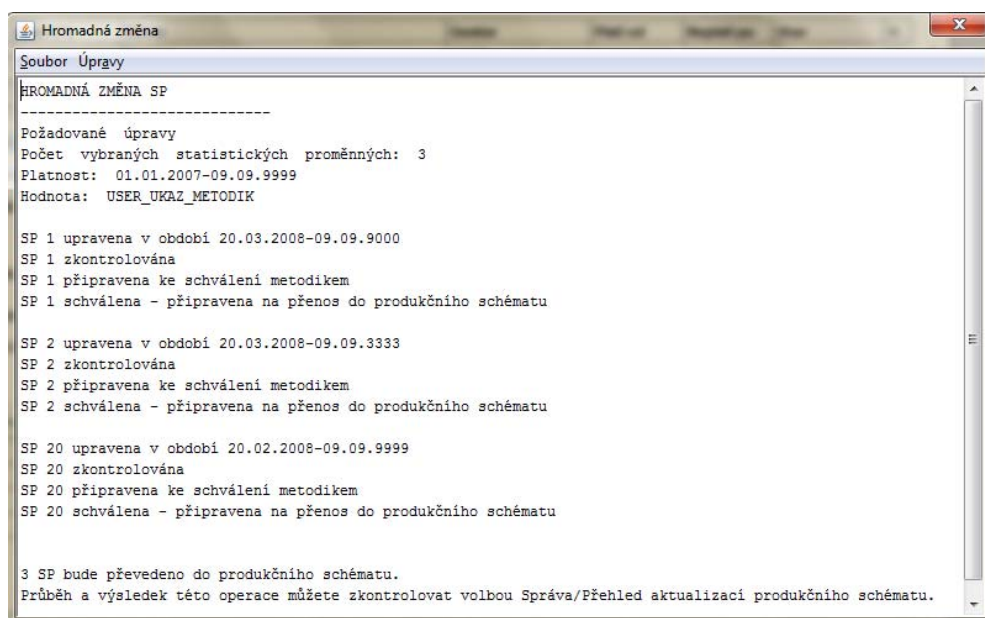 Hromadná změna
Soubor Úpravy
HROMADNÁ ZMĚNA SP
-----------------------------
Požadované úpravy
Počet vybraných statistických proměnných: 3
Platnost: 01.01.2007-09.09.9999
Hodnota: USER_UKAZ_METODIK
SP 1 upravena v období 20.03.2008-09.09.9000
SP 1 zkontrolována
SP 1 připravena ke schválení metodikem
SP 1 schválena - připravena na přenos do produkčního schématu
SP 2 upravena v období 20.03.2008-09.09.3333
SP 2 zkontrolována
SP 2 připravena ke schválení metodikem
SP 2 schválena - připravena na přenos do produkčního schématu
SP 20 upravena v období 20.02.2008-09.09.9999
SP 20 zkontrolována
SP 20 připravena ke schválení metodikem
SP 20 schválena - připravena na přenos do produkčního schématu
3 SP bude převedeno do produkčního schématu.
Průběh a výsledek této operace můžete zkontrolovat volbou Správa/Přehled aktualizací produkčního schématu.